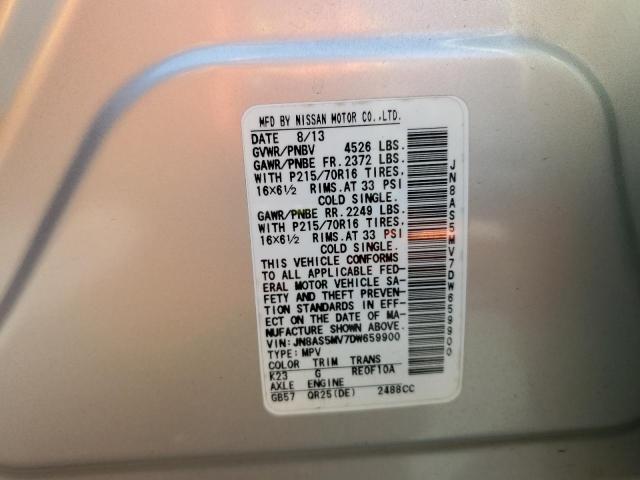 MFD BY NISSAN MOTOR CO.,LTD.
DATE 8/13
GVWR/PNBV 4526 LBS.
GAWR/PNBE FR. 2372 LBS.
WITH P215/70R16 TIRES,
16X6½ RIMS. AT 33 PSI
COLD SINGLE.
GAWR/PNBE RR. 2249 LBS.
WITH P215/70R16 TIRES,
16X6½ RIMS. AT 33 PSI
COLD SINGLE.
THIS VEHICLE CONFORMS
TO ALL APPLICABLE FED-
ERAL MOTOR VEHICLE SA-
FETY AND THEFT PREVEN-
TION STANDARDS IN EFF-
ECT ON THE DATE OF MA-
NUFACTURE SHOWN ABOVE.
VIN: JN8AS5MV7DW659900
TYPE: MPV
COLOR TRIM TRANS
K23 G RE0F10A
AXLE ENGINE
GB57 QR25(DE) 2488CC
JN8AS5MV7DW659900